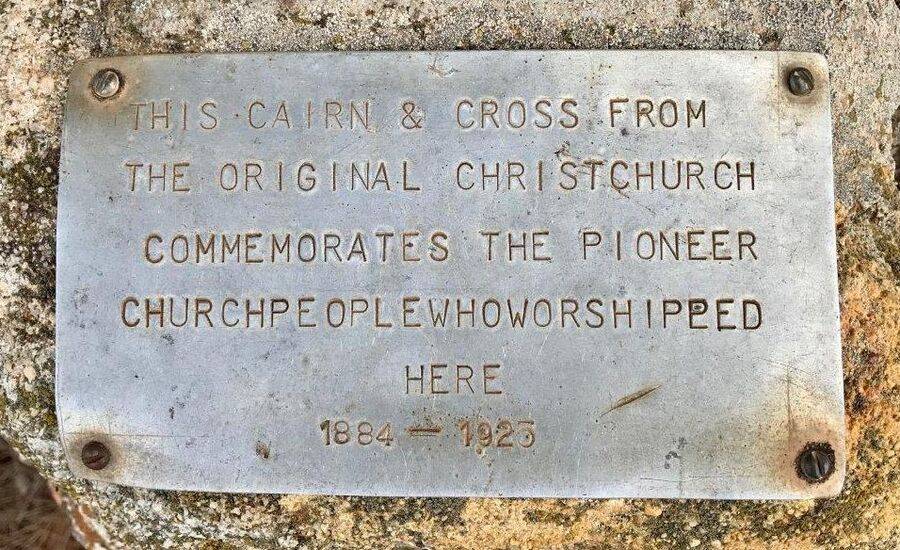 THIS CAIRN & CROSS FROM
THE ORIGINAL CHRISTCHURCH
COMMEMORATES THE PIONEER
CHURCHPEOPLEWHOWORSHIPPED
HERE
1884 — 1923